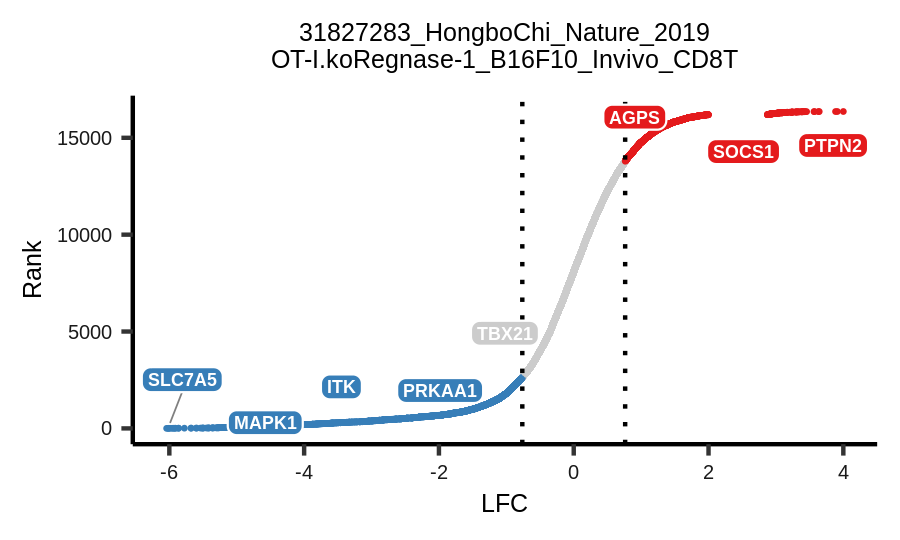 31827283_HongboChi_Nature_2019
OT-I.koRegnase-1_B16F10_Invivo_CD8T
15000
AGPS
SOCS1
PTPN2
10000
Rank
5000
TBX21
SLC7A5
ITK
PRKAA1
MAPK1
0
-6
-4
-2
0
2
4
LFC